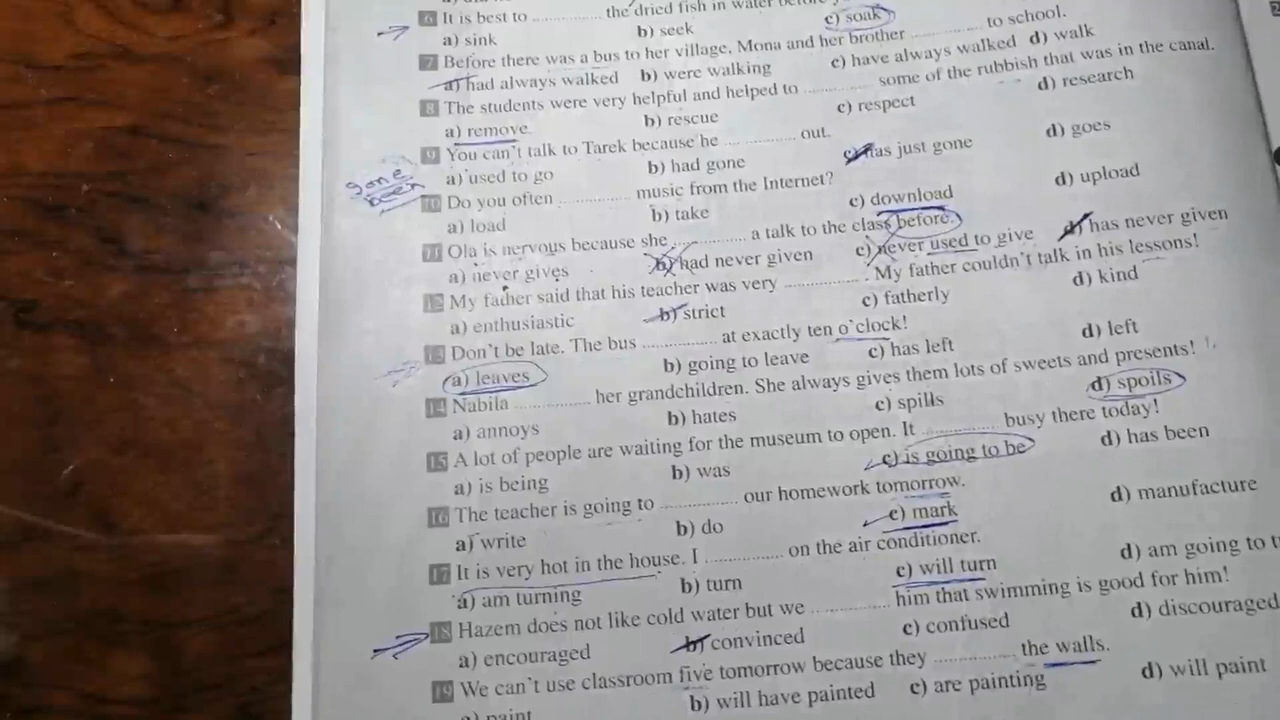 6 It is best to .............. the dried fish in water before
a) sink b) seek c) soak
7 Before there was a bus to her village, Mona and her brother .............. to school.
a) had always walked b) were walking c) have always walked d) walk
8 The students were very helpful and helped to .............. some of the rubbish that was in the canal.
a) remove b) rescue c) respect d) research
9 You can't talk to Tarek because he .............. out.
a) used to go b) had gone c) has just gone d) goes
gone
been
10 Do you often .............. music from the Internet?
a) load b) take c) download d) upload
11 Ola is nervous because she .............. a talk to the class before.
a) never gives b) had never given c) never used to give d) has never given
12 My father said that his teacher was very .............. . My father couldn't talk in his lessons!
a) enthusiastic b) strict c) fatherly d) kind
13 Don't be late. The bus .............. at exactly ten o'clock!
a) leaves b) going to leave c) has left d) left
14 Nabila .............. her grandchildren. She always gives them lots of sweets and presents!
a) annoys b) hates c) spills d) spoils
15 A lot of people are waiting for the museum to open. It .............. busy there today!
a) is being b) was c) is going to be d) has been
16 The teacher is going to .............. our homework tomorrow.
a) write b) do c) mark d) manufacture
17 It is very hot in the house. I .............. on the air conditioner.
a) am turning b) turn c) will turn d) am going to
18 Hazem does not like cold water but we .............. him that swimming is good for him!
a) encouraged b) convinced c) confused d) discouraged
19 We can't use classroom five tomorrow because they .............. the walls.
a) paint b) will have painted c) are painting d) will paint